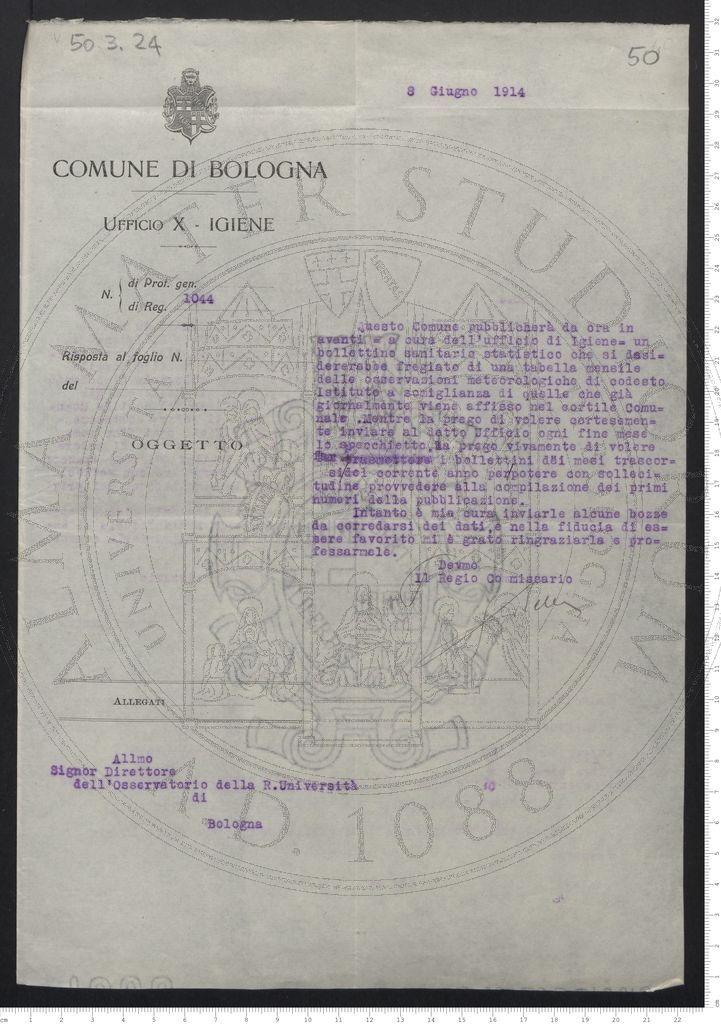 50 3. 24
50
8 Giugno 1914
COMUNE DI BOLOGNA
UFFICIO X - IGIENE
N. di Prof. gen.
di Reg. 1044
Risposta al foglio N.
del
OGGETTO
Questo Comune pubblicherà da ora in
avanti = a cura dell'ufficio di Igiene= un
bollettino sanitario statistico che si desi-
dererebbe fregiato di una tabella mensile
delle osservazioni meteorologiche di codesto
Istituto a somiglianza di quelle che già
giornalmente viene affisso nel cortile Comu-
nale .Mentre la prego di volere cortesemen-
te inviare al detto Ufficio ogni fine mese
lo specchietto,la prego vivamente di volere
trasmettere i bollettini dei mesi trascor-
sidel corrente anno perpotere con solleci-
tudine provvedere alla compilazione dei primi
numeri della pubblicazione.
Intanto è mia cura inviarle alcune bozze
da corredarsi dei dati,e nella fiducia di es-
sere favorito mi è grato ringraziarla e pro-
fessarmele.
Devmo
Il Regio Co missario
ALLEGATI
Allmo
Signor Direttore
dell'Osservatorio della R.Università
di
Bologna
ALMA MATER STUDIORUM
UNIVERSITA
A.D. 1088
LIBERTAS